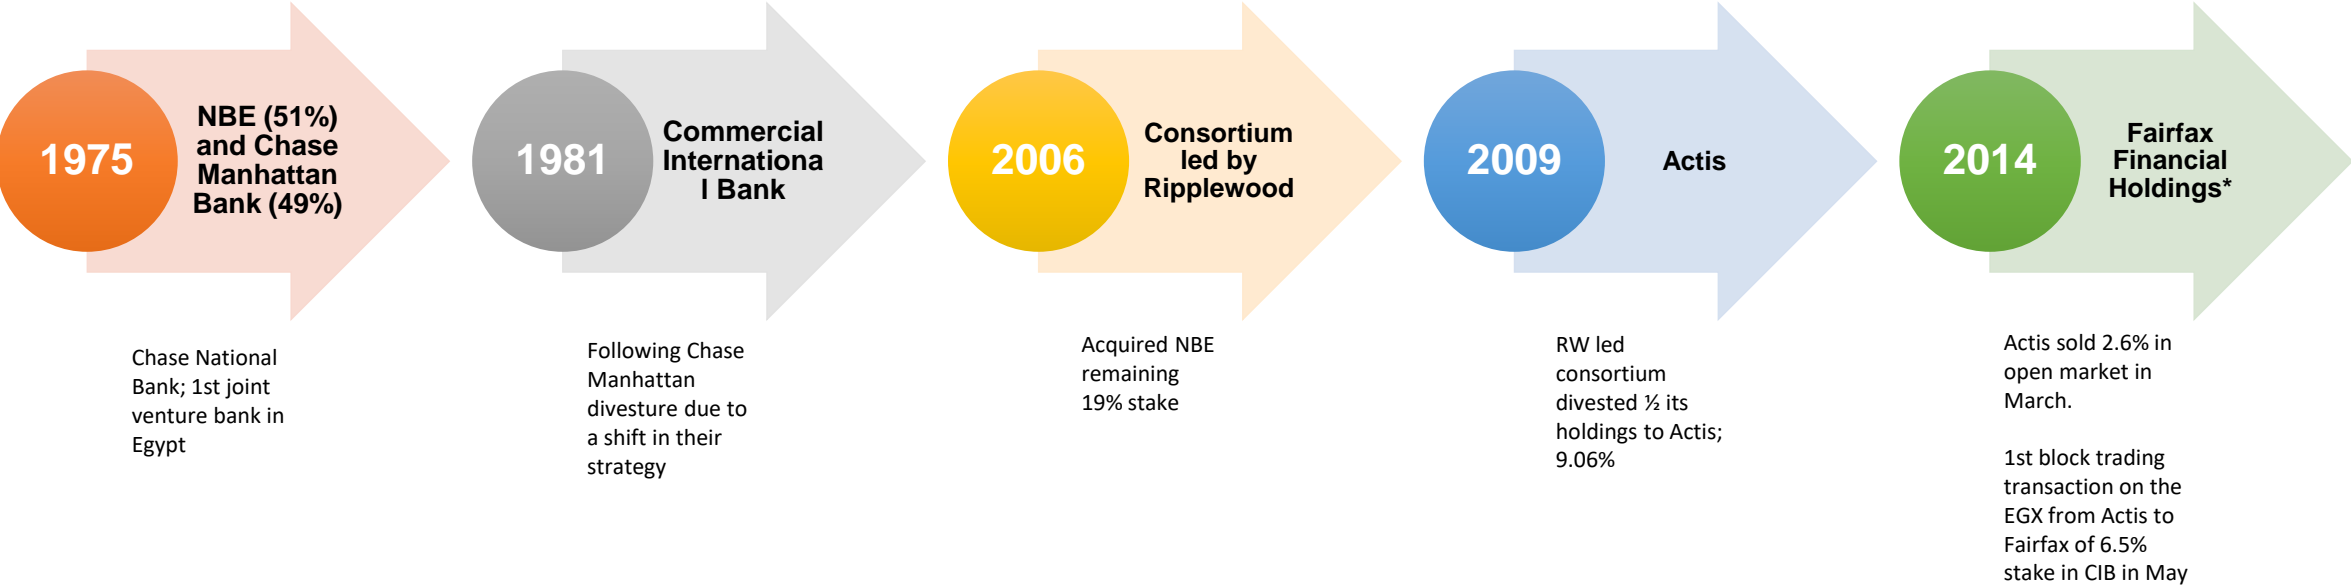 1975
NBE (51%)
and Chase
Manhattan
Bank (49%)
Chase National
Bank; 1st joint
venture bank in
Egypt
1981
Commercial
Internationa
l Bank
Following Chase
Manhattan
divesture due to
a shift in their
strategy
2006
Consortium
led by
Ripplewood
Acquired NBE
remaining
19% stake
2009
Actis
RW led
consortium
divested ½ its
holdings to Actis;
9.06%
2014
Fairfax
Financial
Holdings*
Actis sold 2.6% in
open market in
March.
1st block trading
transaction on the
EGX from Actis to
Fairfax of 6.5%
stake in CIB in May